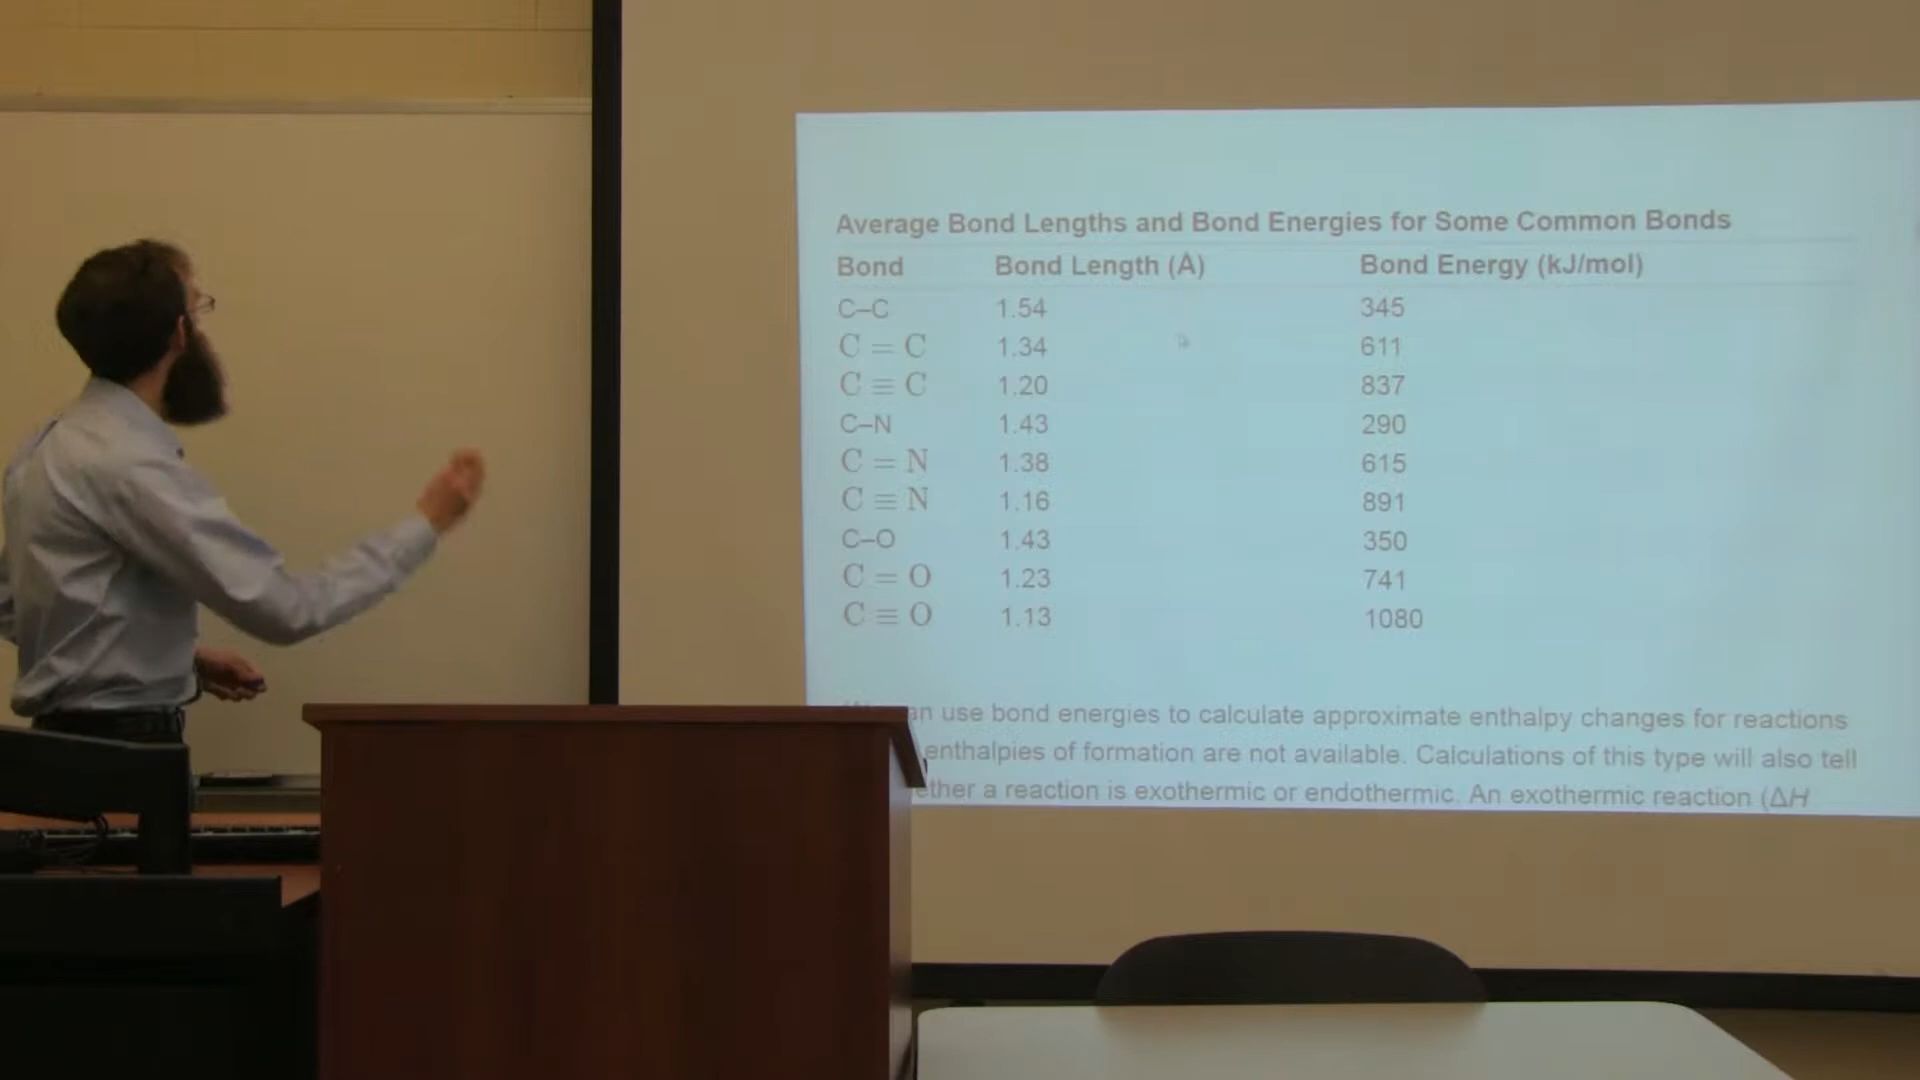 Average Bond Lengths and Bond Energies for Some Common Bonds
Bond Bond Length (Å) Bond Energy (kJ/mol)
C–C 1.54 345
C = C 1.34 611
C ≡ C 1.20 837
C–N 1.43 290
C = N 1.38 615
C ≡ N 1.16 891
C–O 1.43 350
C = O 1.23 741
C ≡ O 1.13 1080
use bond energies to calculate approximate enthalpy changes for reactions
enthalpies of formation are not available. Calculations of this type will also tell
a reaction is exothermic or endothermic. An exothermic reaction (ΔH